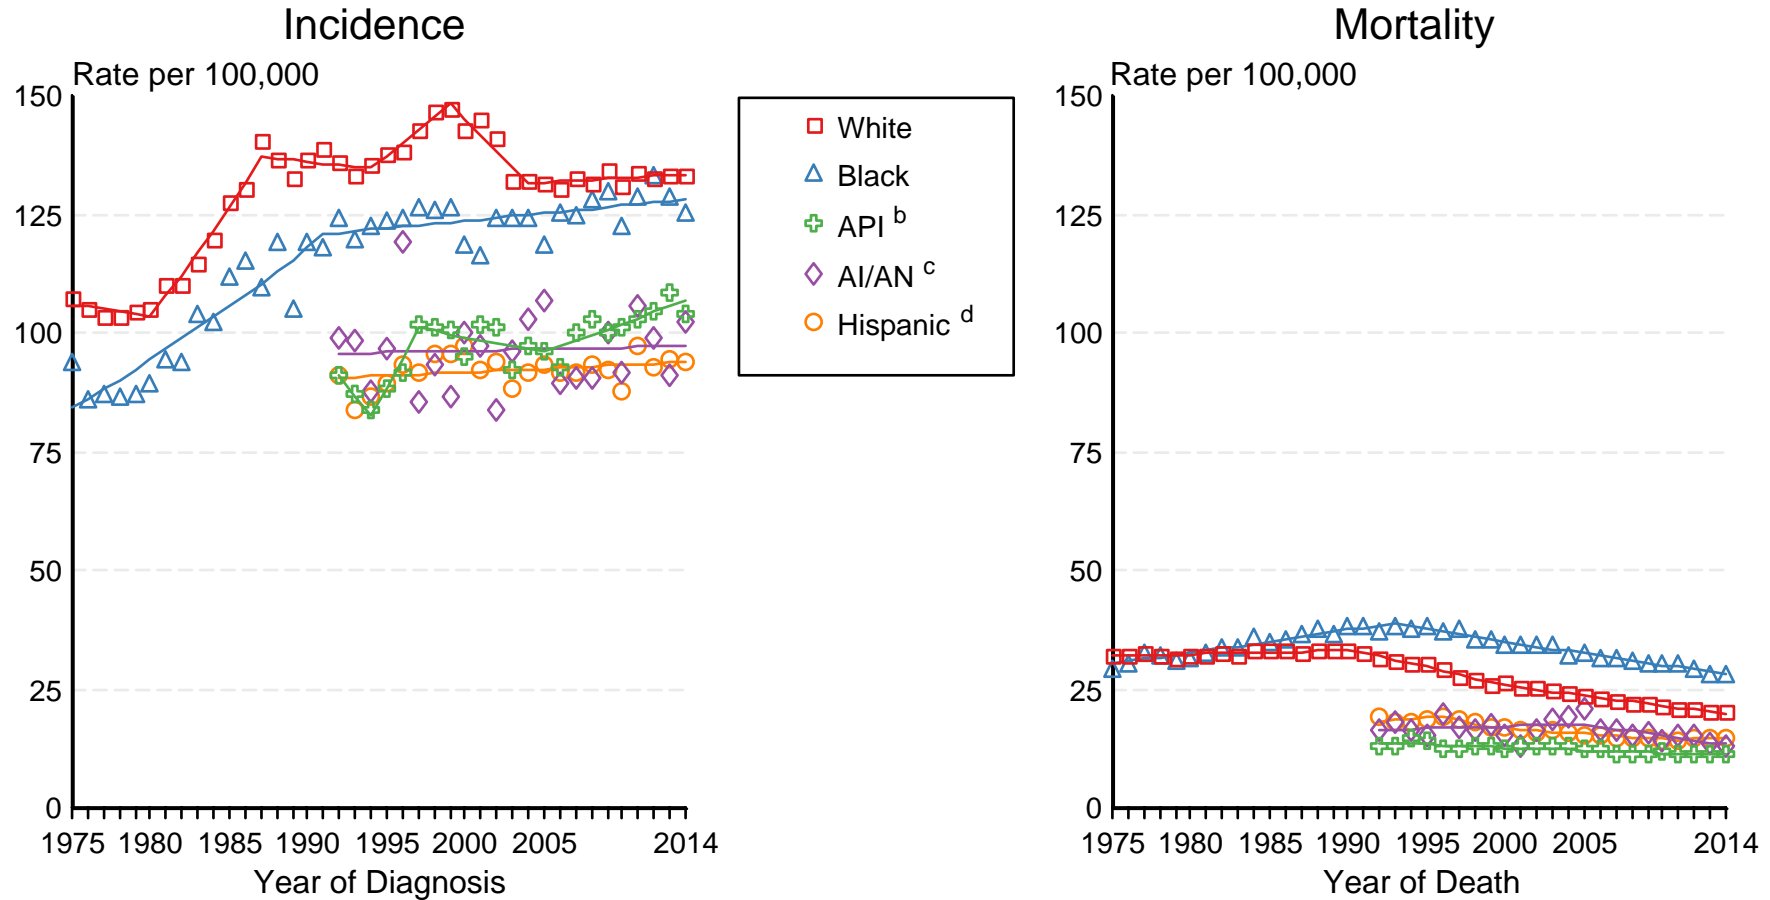 Incidence
Rate per 100,000
150
125
100
75
50
25
0
1975 1980 1985 1990 1995 2000 2005 2014
Year of Diagnosis
White
Black
API b
AI/AN c
Hispanic d
Mortality
Rate per 100,000
150
125
100
75
50
25
0
1975 1980 1985 1990 1995 2000 2005 2014
Year of Death